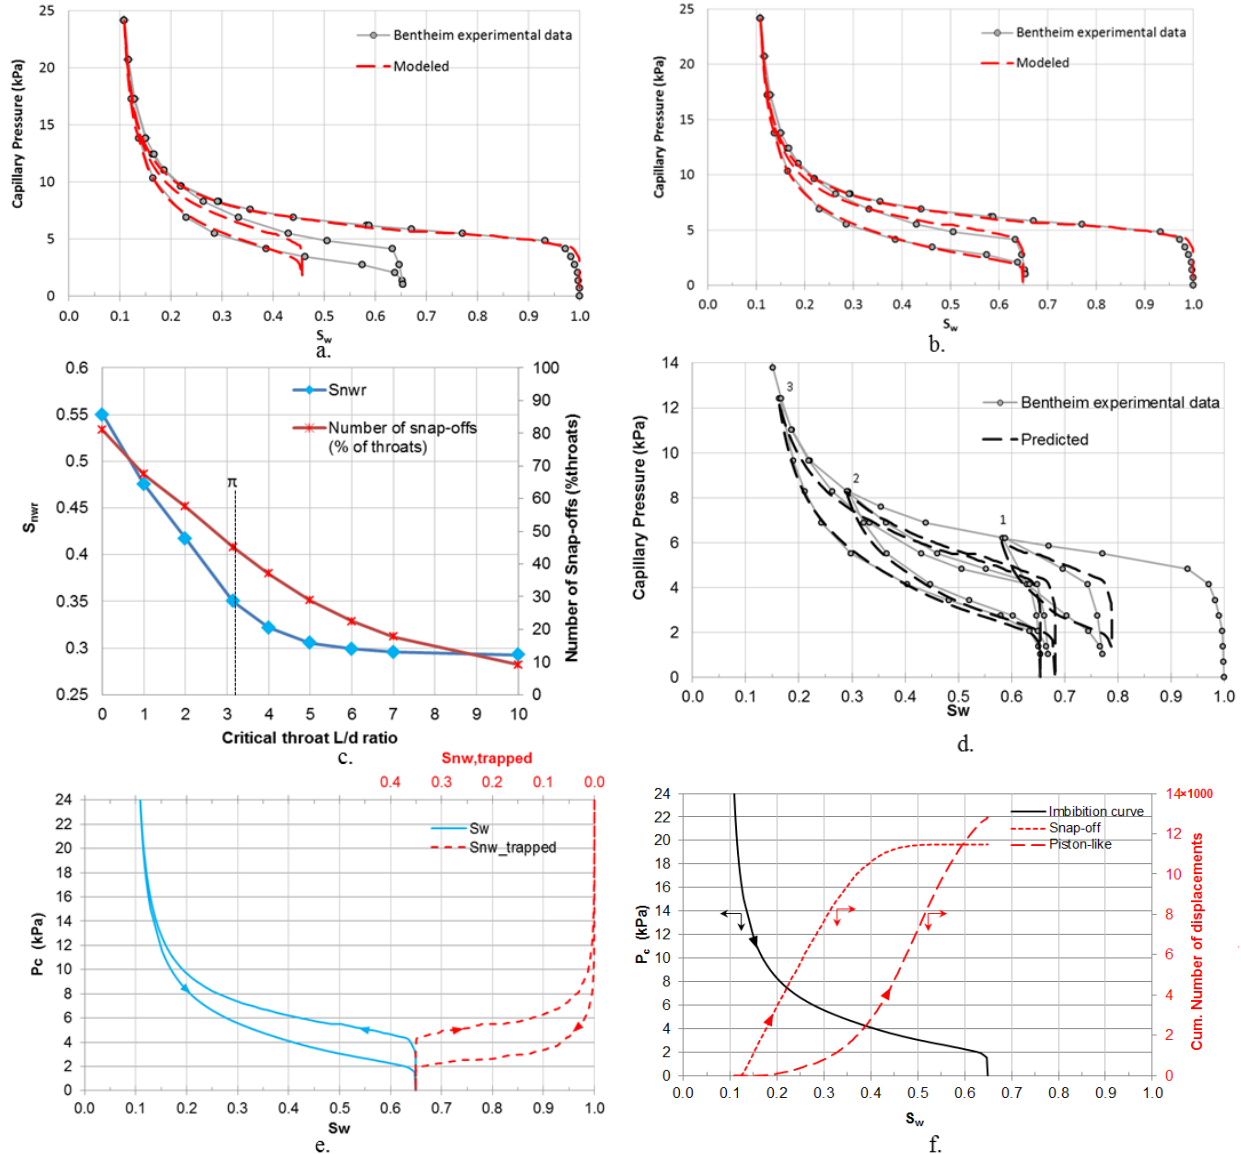 25
20
15
10
5
0
Capillary Pressure (kPa)
Bentheim experimental data
Modeled
0.0 0.1 0.2 0.3 0.4 0.5 0.6 0.7 0.8 0.9 1.0
Sw
a.
25
20
15
10
5
0
Capillary Pressure (kPa)
Bentheim experimental data
Modeled
0.0 0.1 0.2 0.3 0.4 0.5 0.6 0.7 0.8 0.9 1.0
Sw
b.
0.6
0.55
0.5
0.45
0.4
0.35
0.3
0.25
Snwr
Snwr
Number of snap-offs
(% of throats)
π
100
90
80
70
60
50
40
30
20
10
0
Number of Snap-offs (%throats)
0 1 2 3 4 5 6 7 8 9 10
Critical throat L/d ratio
c.
14
12
10
8
6
4
2
0
Capillary Pressure (kPa)
3
2
1
Bentheim experimental data
Predicted
0.0 0.1 0.2 0.3 0.4 0.5 0.6 0.7 0.8 0.9 1.0
Sw
d.
Snw,trapped
0.4 0.3 0.2 0.1 0.0
24
22
20
18
16
14
12
10
8
6
4
2
0
Pc (kPa)
Sw
Snw_trapped
0.0 0.1 0.2 0.3 0.4 0.5 0.6 0.7 0.8 0.9 1.0
Sw
e.
24
22
20
18
16
14
12
10
8
6
4
2
0
Pc (kPa)
Imbibition curve
Snap-off
Piston-like
14×1000
12
10
8
6
4
2
0
Cum. Number of displacements
0.0 0.1 0.2 0.3 0.4 0.5 0.6 0.7 0.8 0.9 1.0
Sw
f.